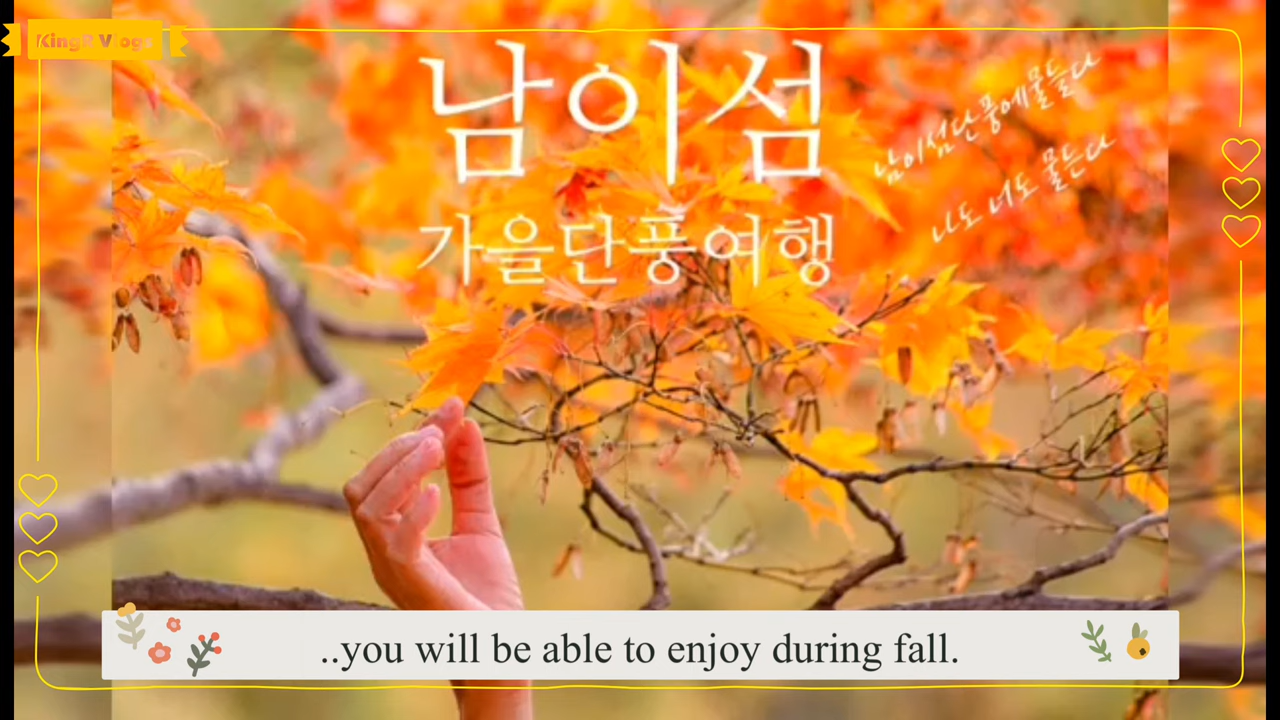 KingR Vlogs
남이섬
가을단풍여행
남이섬단풍에물들다
나도 너도 물든다
..you will be able to enjoy during fall.